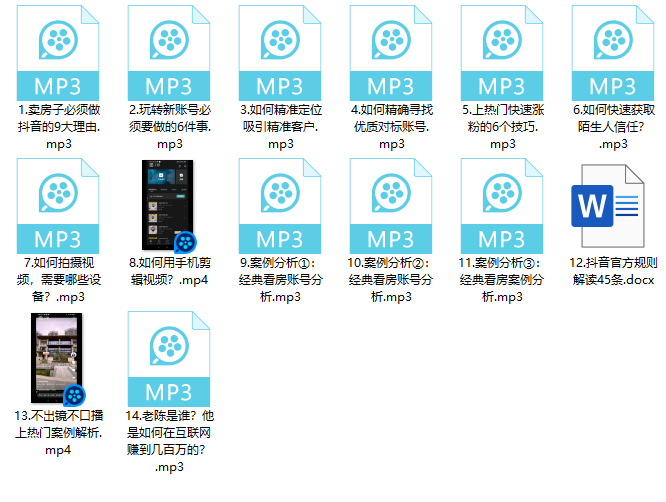 MP3
MP3
MP3
MP3
MP3
MP3
1.卖房子必须做
抖音的9大理由.
mp3
2.玩转新账号必
须要做的6件事.
mp3
3.如何精准定位
吸引精准客户.
mp3
4.如何精确寻找
优质对标账号.
mp3
5.上热门快速涨
粉的6个技巧.
mp3
6.如何快速获取
陌生人信任？
.mp3
MP3
MP3
MP3
MP3
W
7.如何拍摄视
频，需要哪些设
备？.mp3
8.如何用手机剪
辑视频？.mp4
9.案例分析①：
经典看房账号分
析.mp3
10.案例分析②：
经典看房账号分
析.mp3
11.案例分析③：
经典看房案例分
析.mp3
12.抖音官方规则
解读45条.docx
MP3
13.不出镜不口播
上热门案例解析.
mp4
14.老陈是谁？他
是如何在互联网
赚到几百万的？
.mp3